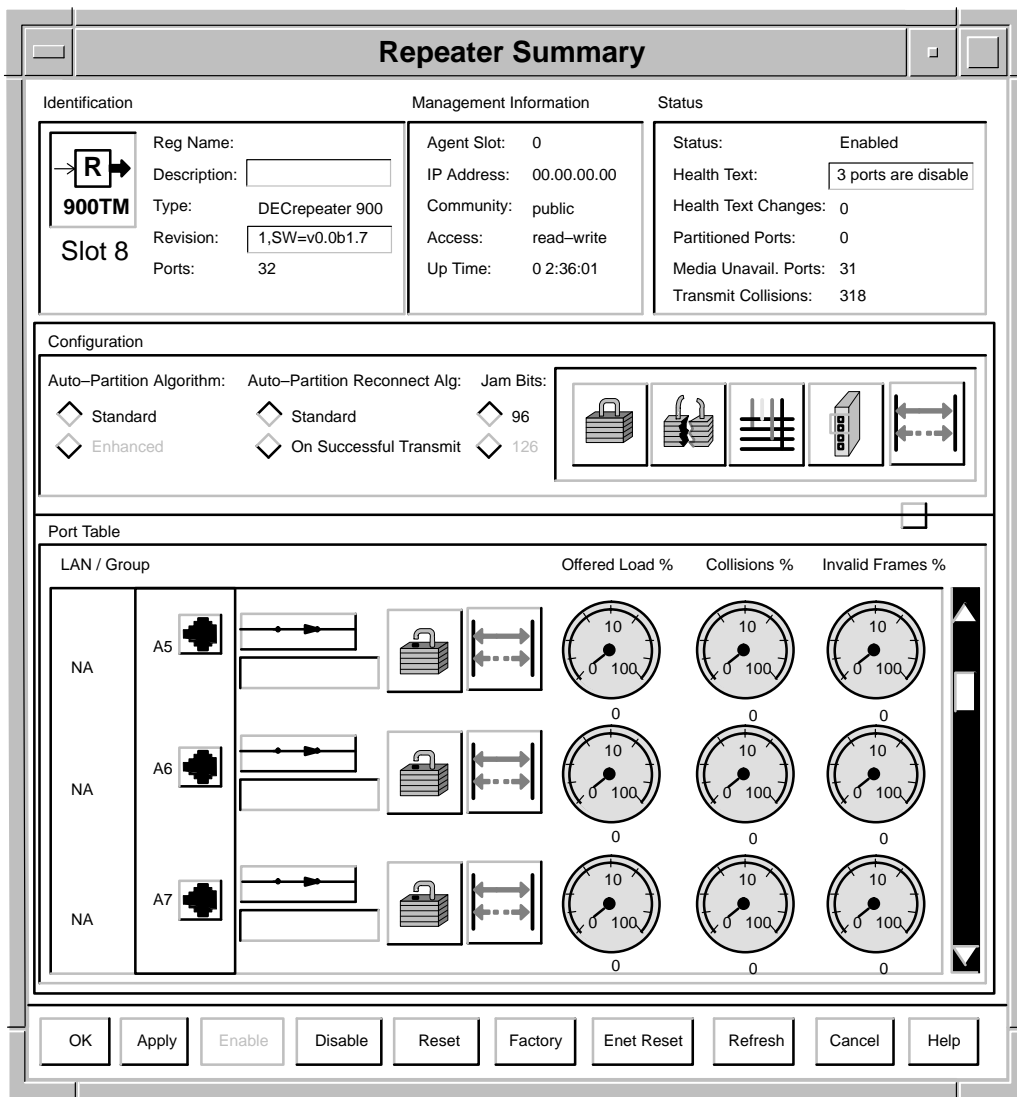 Repeater Summary
Identification
R
900TM
Slot 8
Reg Name:
Description:
Type: DECrepeater 900
Revision: 1,SW=v0.0b1.7
Ports: 32
Management Information
Agent Slot: 0
IP Address: 00.00.00.00
Community: public
Access: read–write
Up Time: 0 2:36:01
Status
Status: Enabled
Health Text: 3 ports are disable
Health Text Changes: 0
Partitioned Ports: 0
Media Unavail. Ports: 31
Transmit Collisions: 318
Configuration
Auto–Partition Algorithm: Auto–Partition Reconnect Alg: Jam Bits:
Standard Standard 96
Enhanced On Successful Transmit 126
Port Table
LAN / Group Offered Load % Collisions % Invalid Frames %
10 10 10
A5
NA 0 100 0 100 0 100
0 0 0
10 10 10
A6
NA 0 100 0 100 0 100
0 0 0
10 10 10
A7
NA 0 100 0 100 0 100
0 0 0
OK Apply Enable Disable Reset Factory Enet Reset Refresh Cancel Help